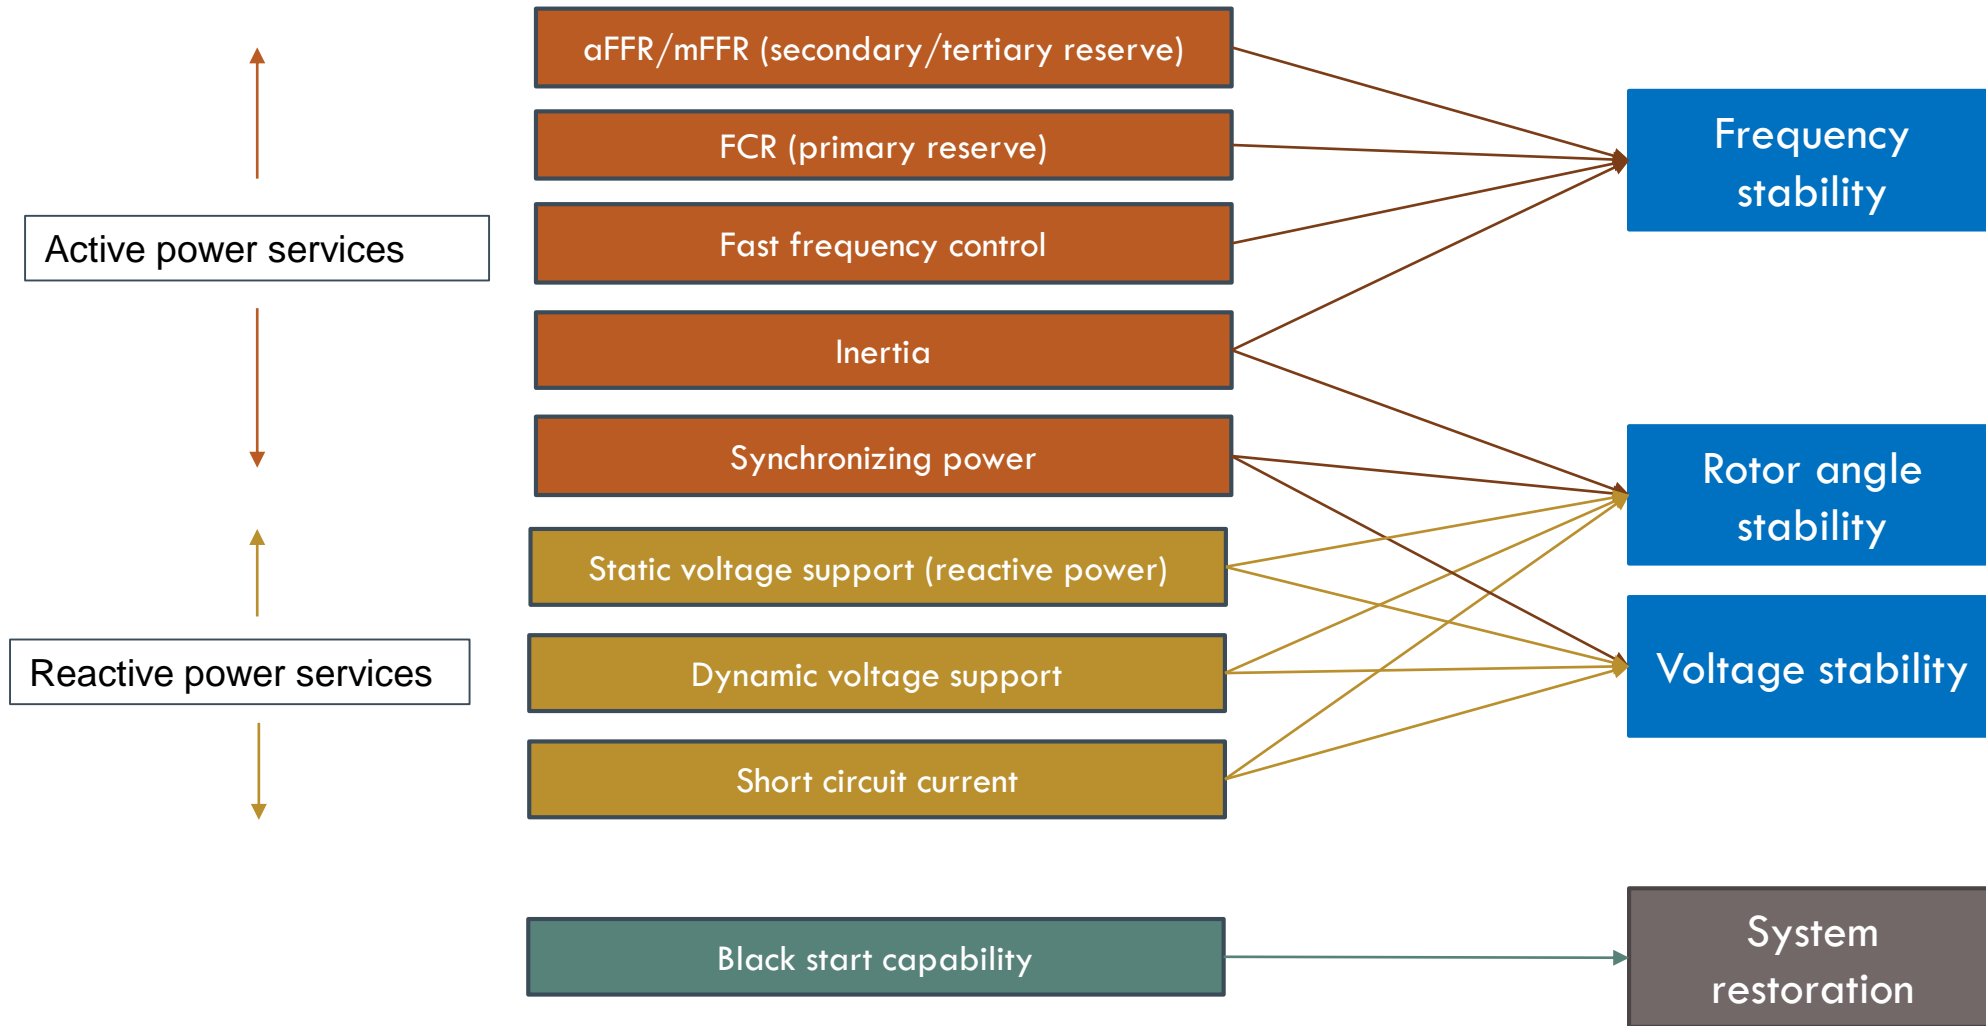 aFFR/mFFR (secondary/tertiary reserve)
FCR (primary reserve)
Active power services
Fast frequency control
Inertia
Synchronizing power
Static voltage support (reactive power)
Reactive power services
Dynamic voltage support
Short circuit current
Black start capability
Frequency
stability
Rotor angle
stability
Voltage stability
System
restoration